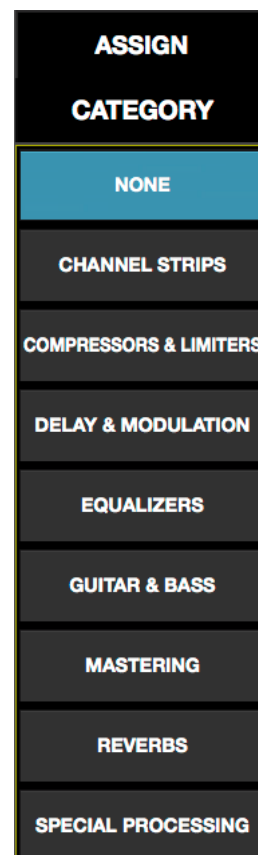 ASSIGN
CATEGORY
NONE
CHANNEL STRIPS
COMPRESSORS & LIMITERS
DELAY & MODULATION
EQUALIZERS
GUITAR & BASS
MASTERING
REVERBS
SPECIAL PROCESSING